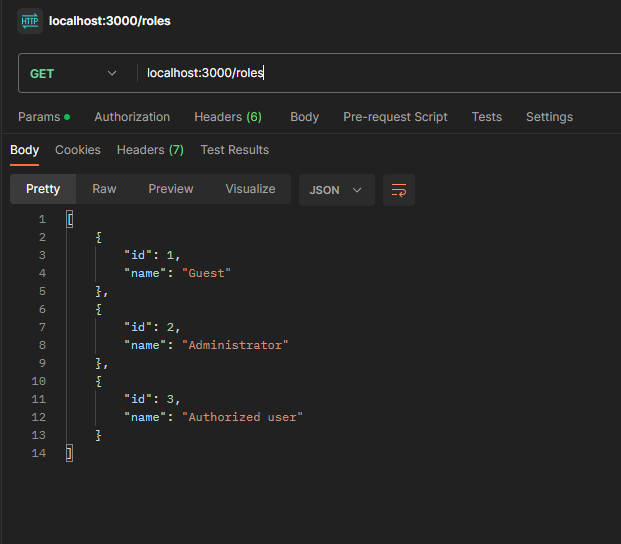 HTTP localhost:3000/roles
GET localhost:3000/roles
Params Authorization Headers (6) Body Pre-request Script Tests Settings
Body Cookies Headers (7) Test Results
Pretty Raw Preview Visualize JSON
1 [
2 {
3 "id": 1,
4 "name": "Guest"
5 },
6 {
7 "id": 2,
8 "name": "Administrator"
9 },
10 {
11 "id": 3,
12 "name": "Authorized user"
13 }
14 ]